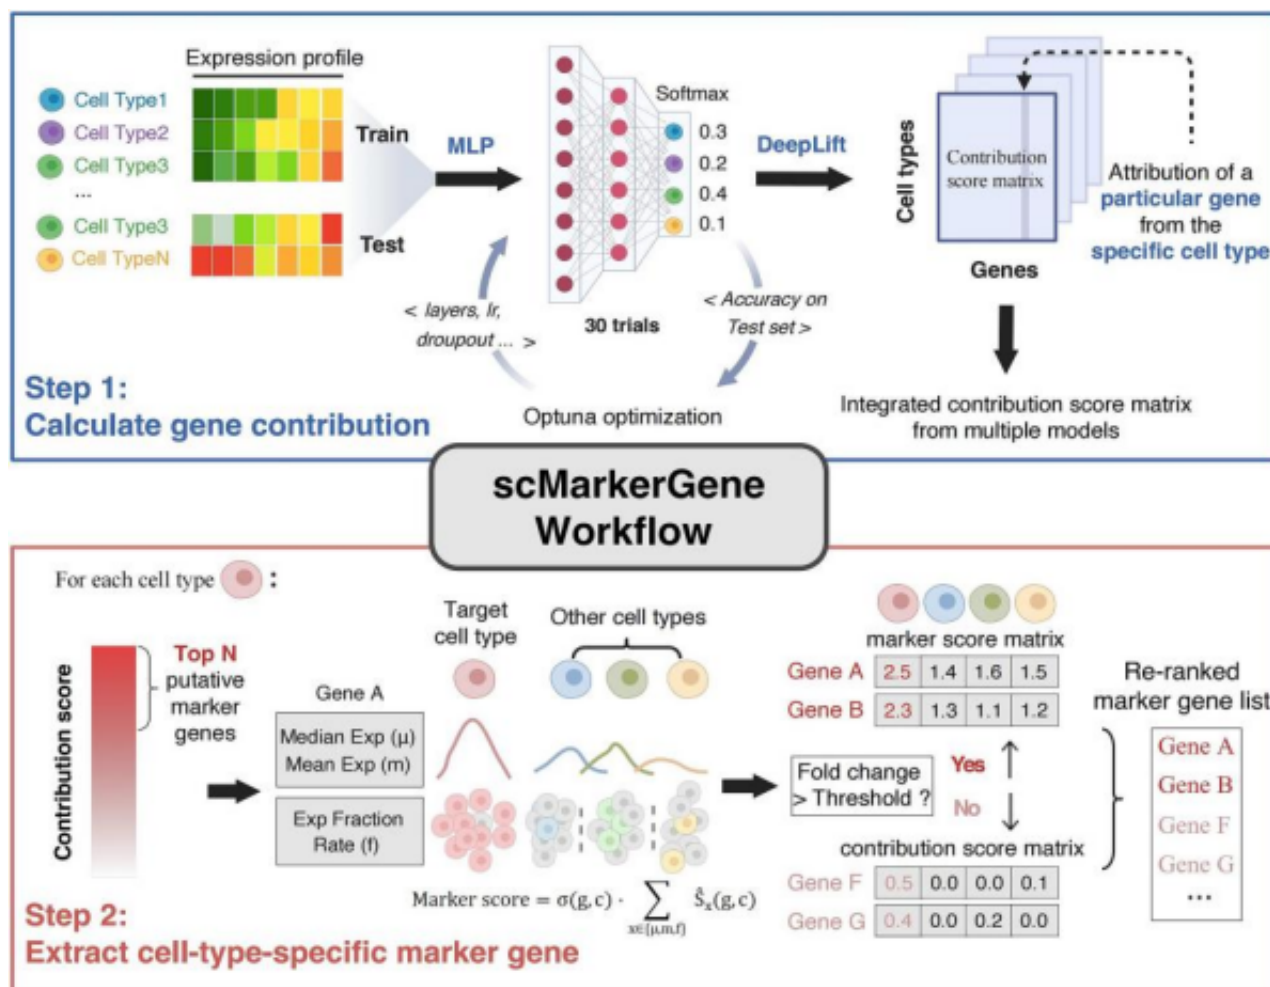 Expression profile
Cell Type1
Cell Type2
Cell Type3
...
Cell Type3
Cell TypeN
Train
Test
MLP
Softmax
0.3
0.2
0.4
0.1
30 trials
< layers, lr,
droupout ... >
< Accuracy on
Test set >
Optuna optimization
DeepLift
Cell types
Contribution
score matrix
Genes
Attribution of a
particular gene
from the
specific cell type
Integrated contribution score matrix
from multiple models
Step 1:
Calculate gene contribution
scMarkerGene
Workflow
For each cell type :
Contribution score
Top N
putative
marker
genes
Gene A
Median Exp (μ)
Mean Exp (m)
Exp Fraction
Rate (f)
Target
cell type
Other cell types
Marker score = σ(g, c) · ∑ x∈{μ,m,f} Ŝx(g, c)
marker score matrix
Gene A 2.5 1.4 1.6 1.5
Gene B 2.3 1.3 1.1 1.2
Fold change
> Threshold ?
Yes
No
contribution score matrix
Gene F 0.5 0.0 0.0 0.1
Gene G 0.4 0.0 0.2 0.0
Re-ranked
marker gene list
Gene A
Gene B
Gene F
Gene G
...
Step 2:
Extract cell-type-specific marker gene